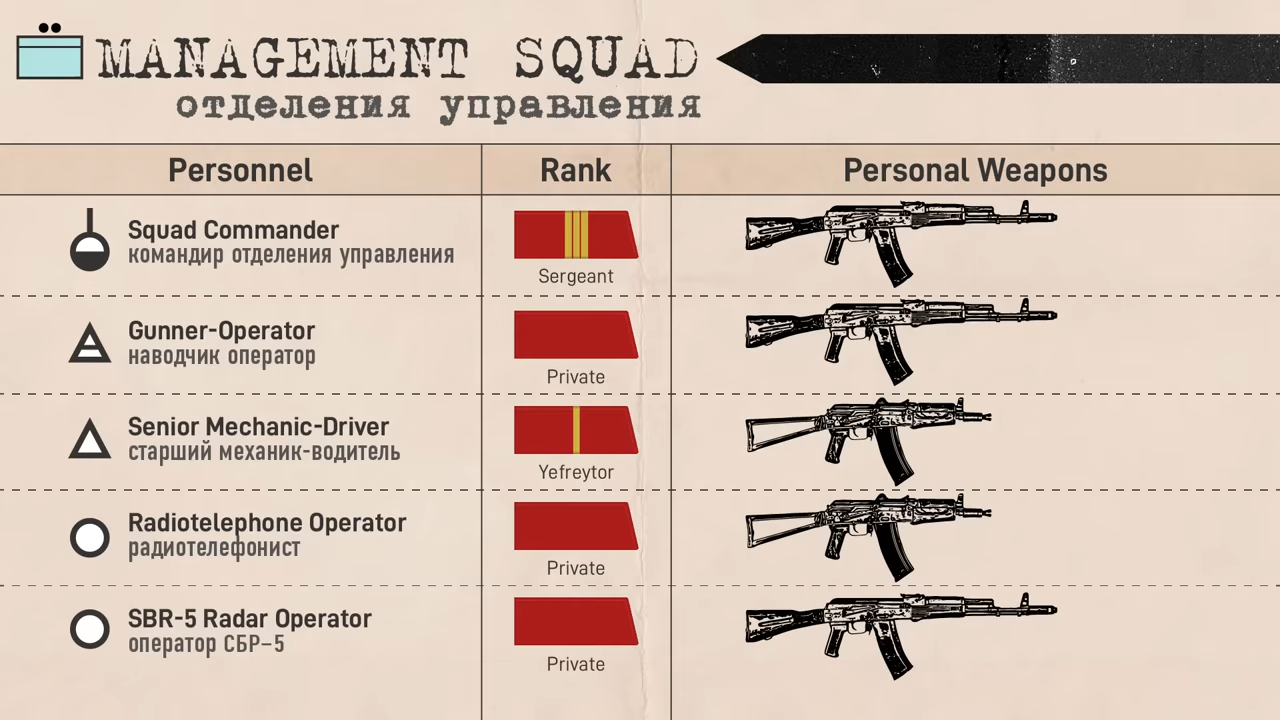 MANAGEMENT SQUAD
отделения управления
Personnel
Rank
Personal Weapons
Squad Commander
командир отделения управления
Sergeant
Gunner-Operator
наводчик оператор
Private
Senior Mechanic-Driver
старший механик-водитель
Yefreytor
Radiotelephone Operator
радиотелефонист
Private
SBR-5 Radar Operator
оператор СБР-5
Private